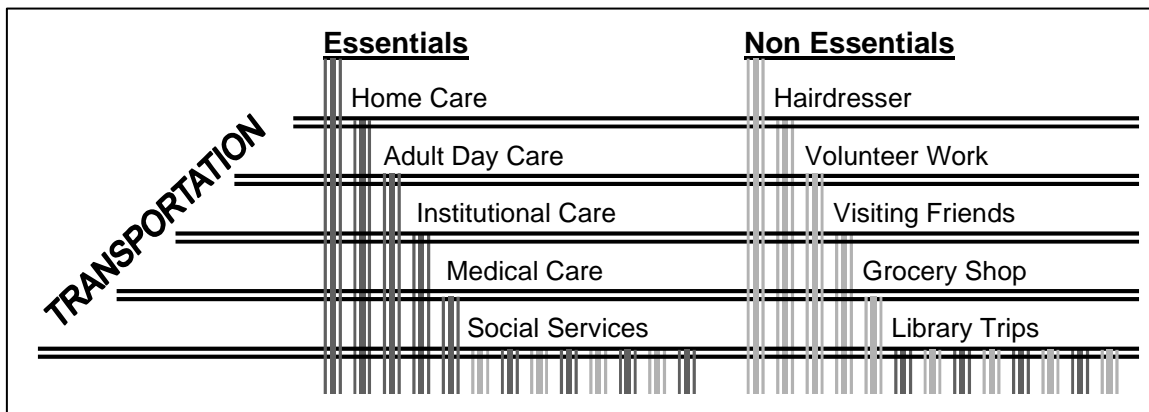 Essentials
Non Essentials
Home Care
Hairdresser
Adult Day Care
Volunteer Work
Institutional Care
Visiting Friends
Medical Care
Grocery Shop
Social Services
Library Trips
TRANSPORTATION